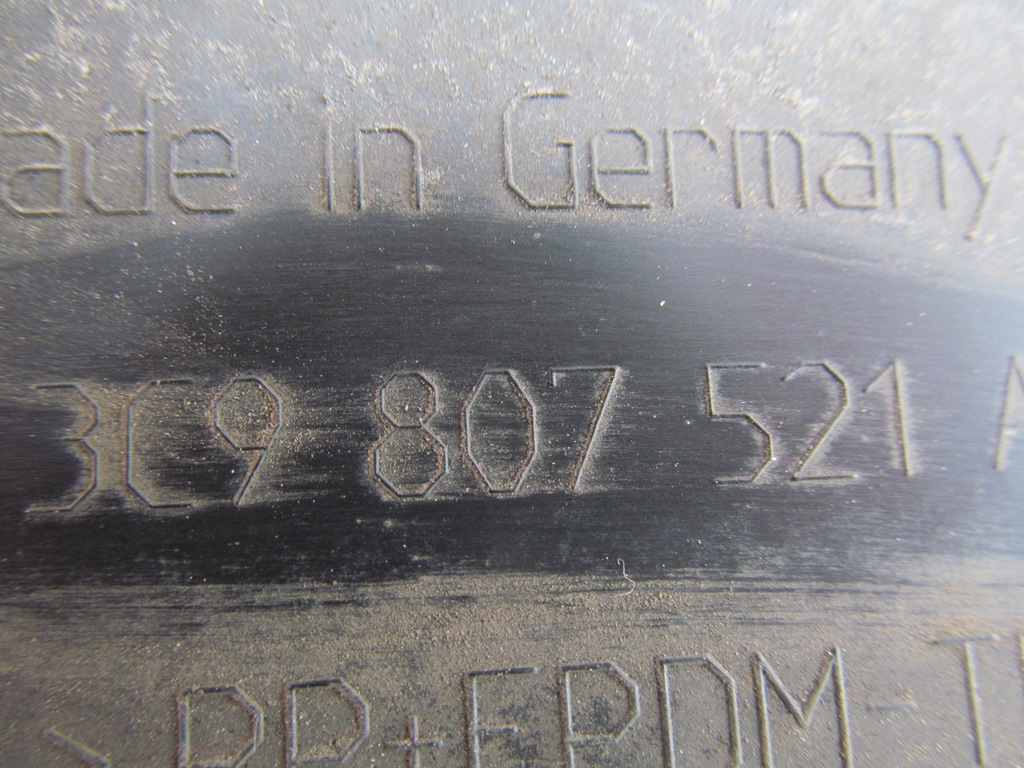 ade in Germany
3C9 807 521 A
>PP+EPDM-T